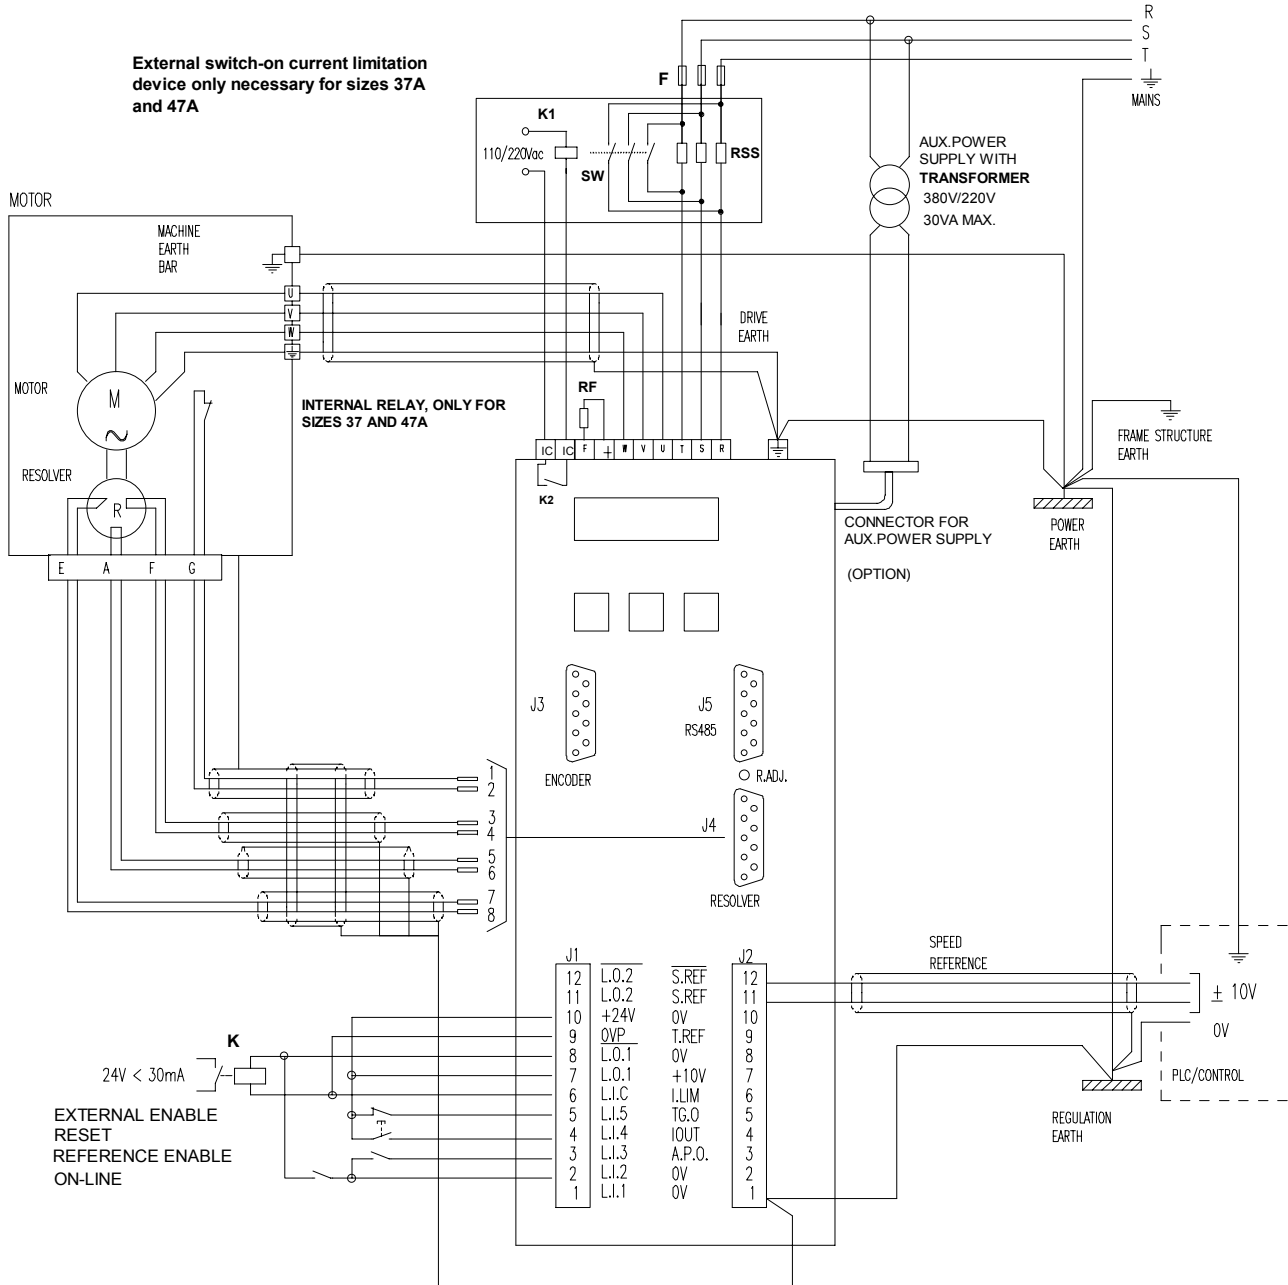 R
S
T
MAINS
External switch-on current limitation
device only necessary for sizes 37A
and 47A
F
K1
110/220Vac
SW
RSS
AUX.POWER
SUPPLY WITH
TRANSFORMER
380V/220V
30VA MAX.
MOTOR
MACHINE
EARTH
BAR
U
V
W
DRIVE
EARTH
MOTOR
M
INTERNAL RELAY, ONLY FOR
SIZES 37 AND 47A
RF
IC IC F + W V U T S R
K2
FRAME STRUCTURE
EARTH
RESOLVER
R
E A F G
CONNECTOR FOR
AUX.POWER SUPPLY
(OPTION)
POWER
EARTH
J3
ENCODER
J5
RS485
R.ADJ.
J4
RESOLVER
1
2
3
4
5
6
7
8
SPEED
REFERENCE
J1 J2
12 L.O.2 S.REF 12
11 L.O.2 S.REF 11
10 +24V 0V 10
9 0VP T.REF 9
8 L.O.1 0V 8
7 L.O.1 +10V 7
6 L.I.C I.LIM 6
5 L.I.5 TG.O 5
4 L.I.4 IOUT 4
3 L.I.3 A.P.O. 3
2 L.I.2 0V 2
1 L.I.1 0V 1
± 10V
0V
PLC/CONTROL
REGULATION
EARTH
K
24V < 30mA
EXTERNAL ENABLE
RESET
REFERENCE ENABLE
ON-LINE